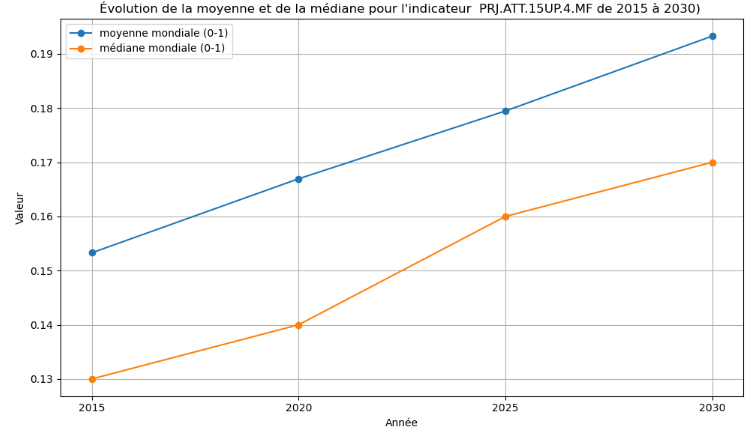 Évolution de la moyenne et de la médiane pour l'indicateur  PRJ.ATT.15UP.4.MF de 2015 à 2030)
moyenne mondiale (0-1)
médiane mondiale (0-1)
0.19
0.18
0.17
0.16
0.15
0.14
0.13
Valeur
2015 2020 2025 2030
Année